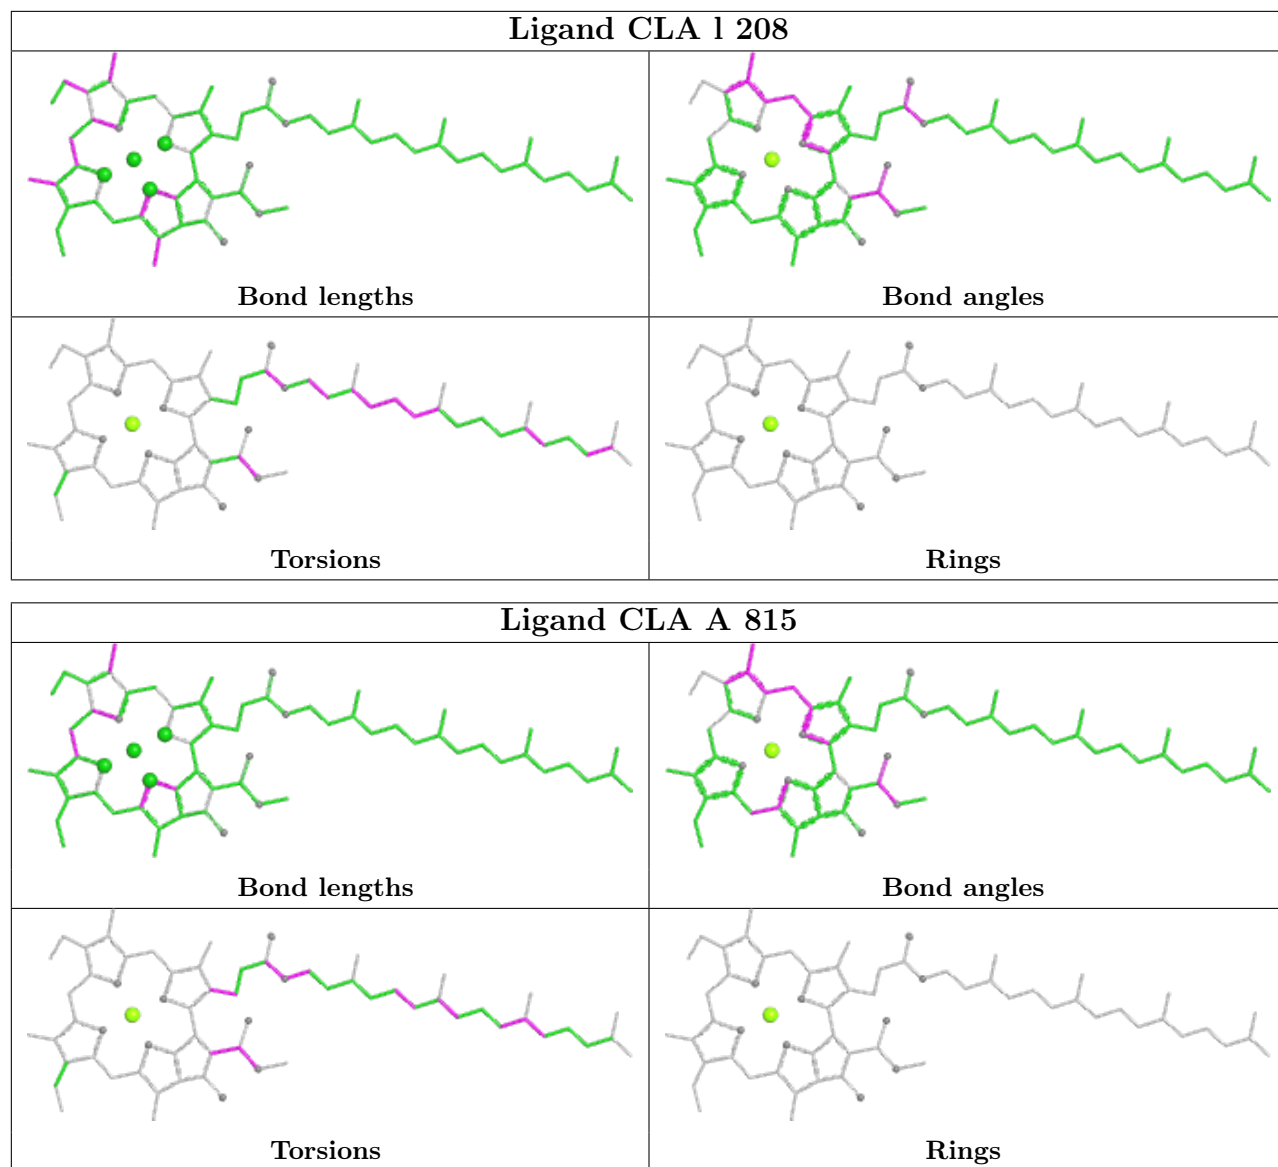 Ligand CLA l 208
Bond lengths
Bond angles
Torsions
Rings
Ligand CLA A 815
Bond lengths
Bond angles
Torsions
Rings